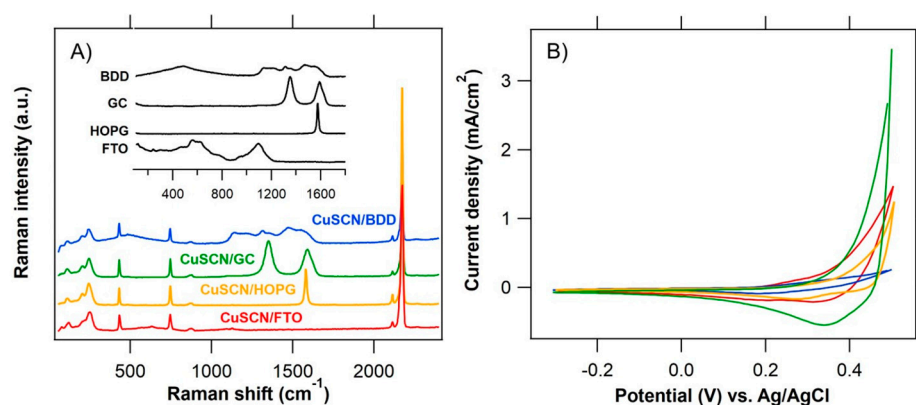 A)
BDD
GC
HOPG
FTO
400
800
1200
1600
CuSCN/BDD
CuSCN/GC
CuSCN/HOPG
CuSCN/FTO
Raman intensity (a.u.)
500
1000
1500
2000
Raman shift (cm-1)
B)
Current density (mA/cm2)
3
2
1
0
-0.2
0.0
0.2
0.4
Potential (V) vs. Ag/AgCl